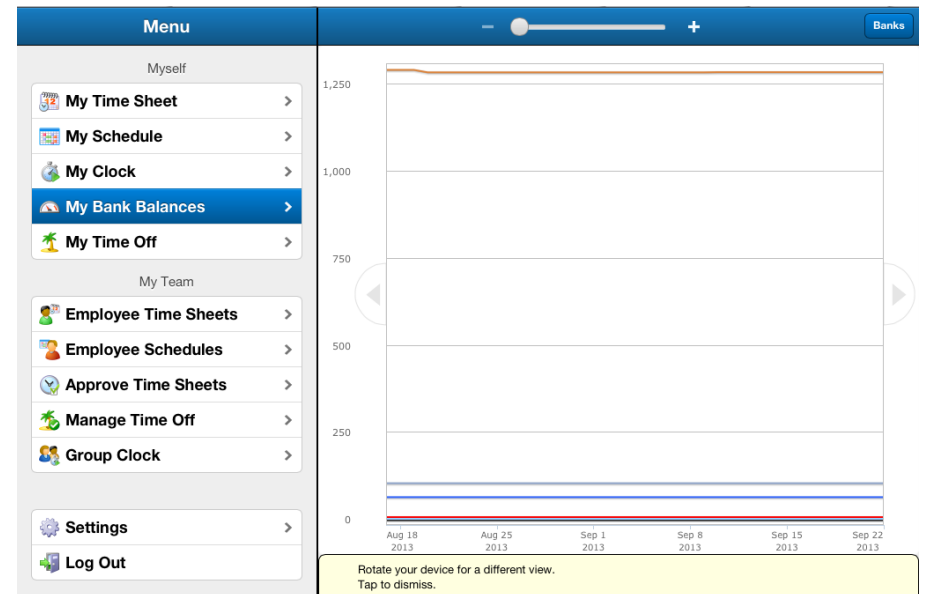 Menu
Banks
Myself
My Time Sheet
My Schedule
My Clock
My Bank Balances
My Time Off
My Team
Employee Time Sheets
Employee Schedules
Approve Time Sheets
Manage Time Off
Group Clock
Settings
Log Out
1,250
1,000
750
500
250
0
Aug 18 Aug 25 Sep 1 Sep 8 Sep 15 Sep 22
2013 2013 2013 2013 2013 2013
Rotate your device for a different view.
Tap to dismiss.